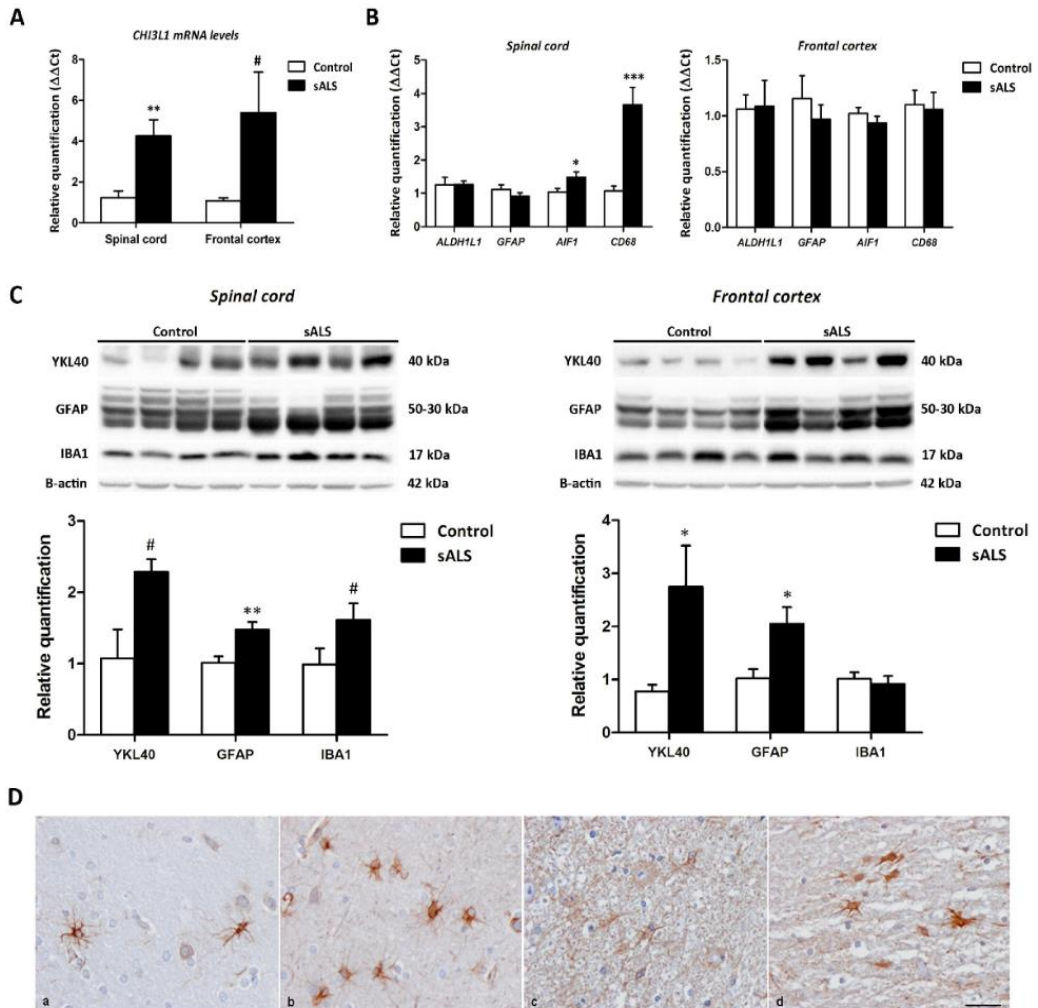 A
CHI3L1 mRNA levels
Relative quantification (ΔΔCt)
8
6
4
2
0
**
#
Control
sALS
Spinal cord
Frontal cortex
B
Spinal cord
Relative quantification (ΔΔCt)
5
4
3
2
1
0
*
***
ALDH1L1
GFAP
AIF1
CD68
Frontal cortex
Relative quantification (ΔΔCt)
1.5
1.0
0.5
0.0
Control
sALS
ALDH1L1
GFAP
AIF1
CD68
C
Spinal cord
Control
sALS
YKL40
40 kDa
GFAP
50-30 kDa
IBA1
17 kDa
B-actin
42 kDa
Relative quantification
3
2
1
0
#
**
#
Control
sALS
YKL40
GFAP
IBA1
Frontal cortex
Control
sALS
YKL40
40 kDa
GFAP
50-30 kDa
IBA1
17 kDa
B-actin
42 kDa
Relative quantification
4
3
2
1
0
*
*
Control
sALS
YKL40
GFAP
IBA1
D
a
b
c
d